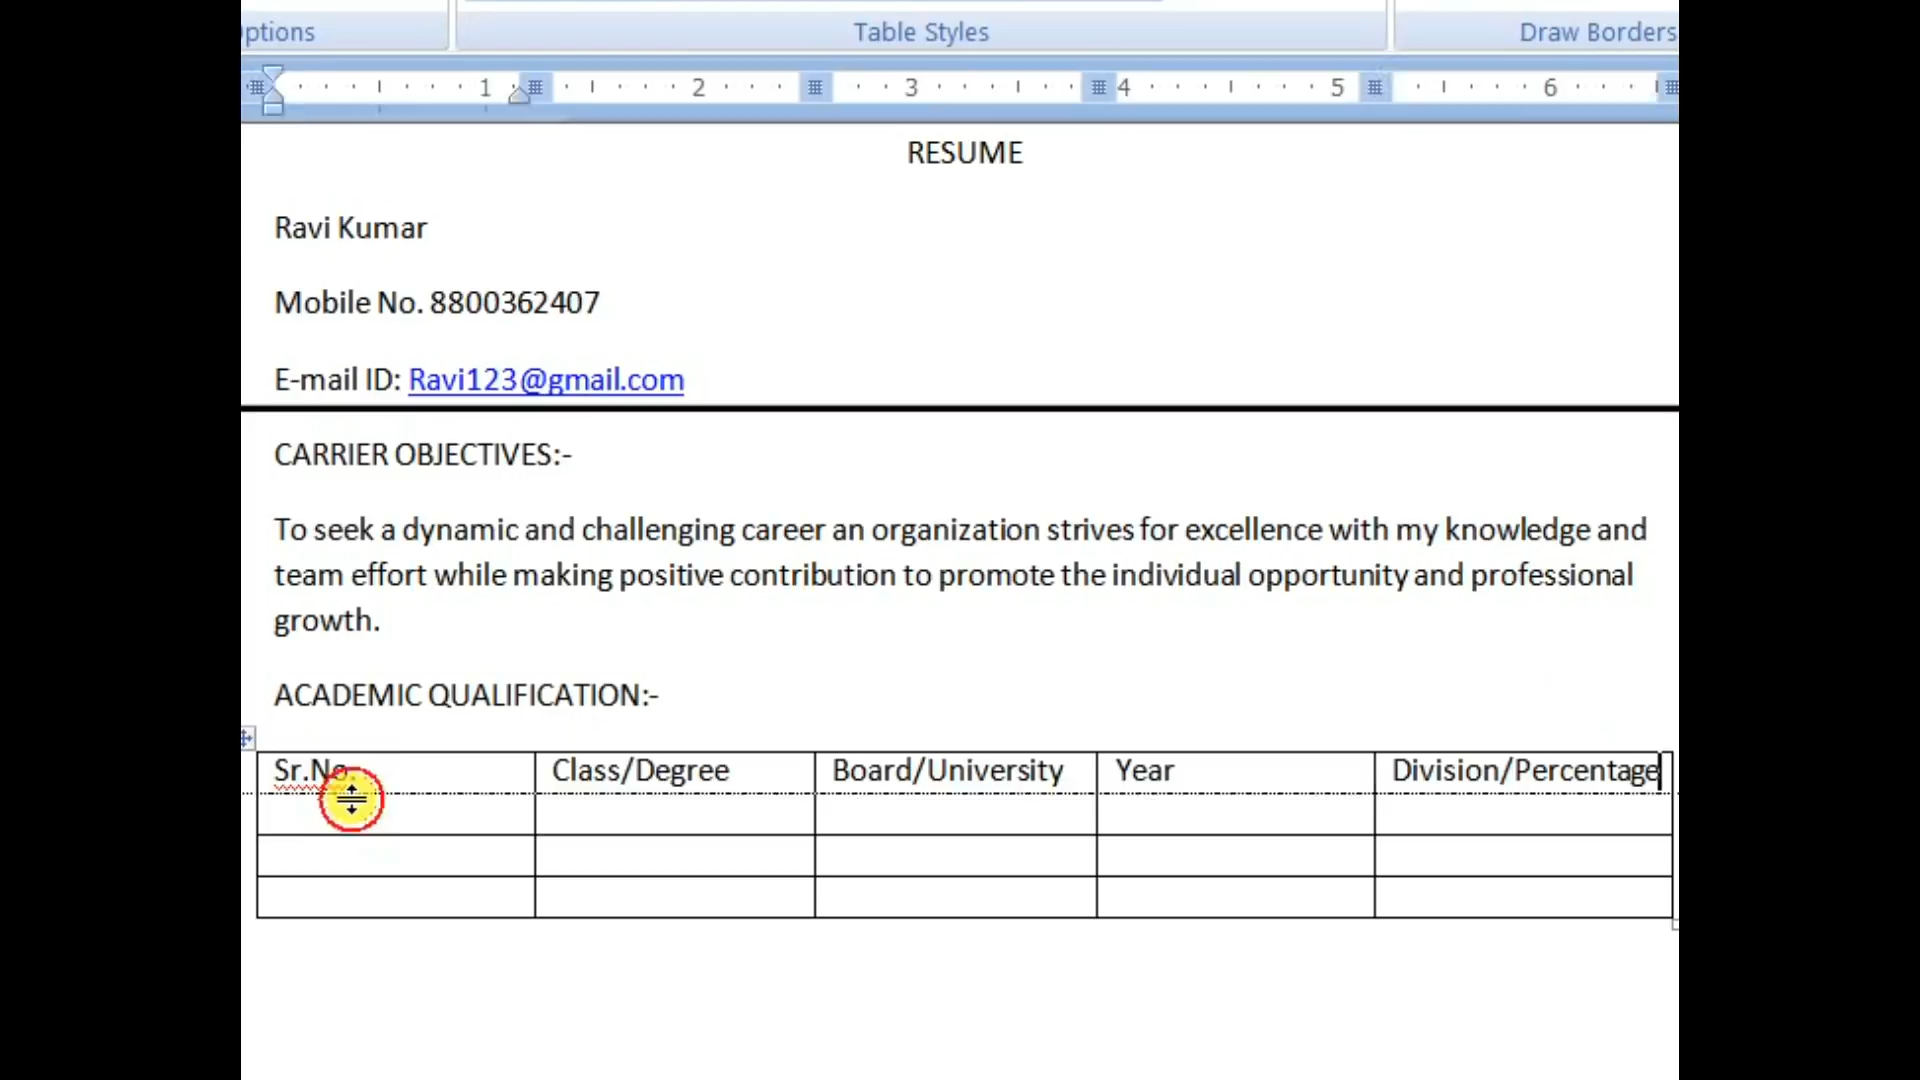 ptions Table Styles Draw Borders
1 2 3 4 5 6
RESUME
Ravi Kumar
Mobile No. 8800362407
E-mail ID: Ravi123@gmail.com
CARRIER OBJECTIVES:-
To seek a dynamic and challenging career an organization strives for excellence with my knowledge and
team effort while making positive contribution to promote the individual opportunity and professional
growth.
ACADEMIC QUALIFICATION:-
Sr.No. Class/Degree Board/University Year Division/Percentage